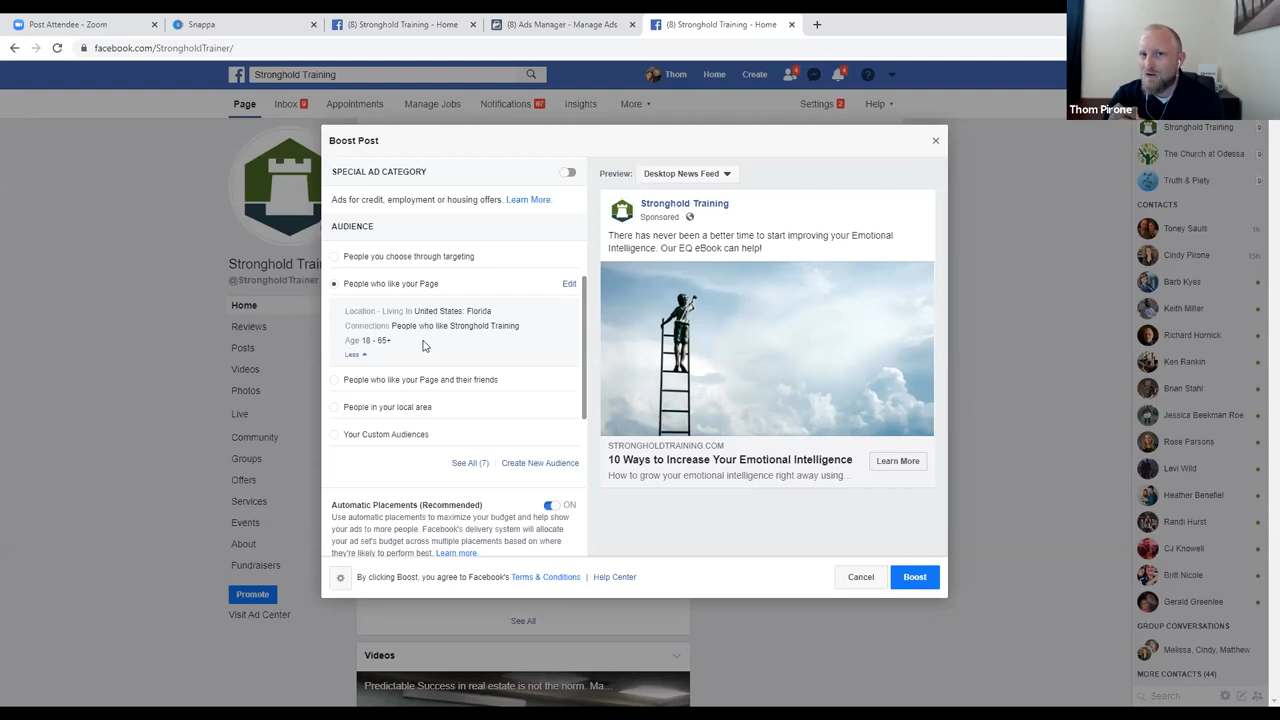 Post Attendee - Zoom
Snappa
(8) Stronghold Training - Home
(8) Ads Manager - Manage Ads
(8) Stronghold Training - Home
facebook.com/StrongholdTrainer/
Thom Pirone
Stronghold Training
Thom
Home
Create
Page
Inbox 9
Appointments
Manage Jobs
Notifications 67
Insights
More
Settings 2
Help
Stronghold Trai
@StrongholdTrainer
Home
Reviews
Posts
Videos
Photos
Live
Community
Groups
Offers
Services
Events
About
Fundraisers
Promote
Visit Ad Center
Boost Post
SPECIAL AD CATEGORY
Ads for credit, employment or housing offers. Learn More.
AUDIENCE
People you choose through targeting
People who like your Page
Edit
Location - Living In United States: Florida
Connections People who like Stronghold Training
Age 18 - 65+
Less
People who like your Page and their friends
People in your local area
Your Custom Audiences
See All (7)
Create New Audience
Automatic Placements (Recommended)
ON
Use automatic placements to maximize your budget and help show
your ads to more people. Facebook's delivery system will allocate
your ad set's budget across multiple placements based on where
they're likely to perform best. Learn more.
Preview:
Desktop News Feed
Stronghold Training
Sponsored ·
There has never been a better time to start improving your Emotional
Intelligence. Our EQ eBook can help!
STRONGHOLDTRAINING.COM
10 Ways to Increase Your Emotional Intelligence
How to grow your emotional intelligence right away using...
Learn More
By clicking Boost, you agree to Facebook's Terms & Conditions | Help Center
Cancel
Boost
See All
Videos
Predictable Success in real estate is not the norm. Ma...
Stronghold Training 9
The Church at Odessa 9
Truth & Piety 9
CONTACTS
Toney Sauls 1h
Cindy Pirone 15h
Barb Kyes
Keith Miller
Richard Hornick
Ken Rankin
Brian Stahl
Jessica Beekman Roe
Rose Parsons
Levi Wild
Heather Benefiel
Randi Hurst
CJ Knowell
Britt Nicole
Gerald Greenlee
GROUP CONVERSATIONS
Melissa, Cindy, Matthew
MORE CONTACTS (44)
Search